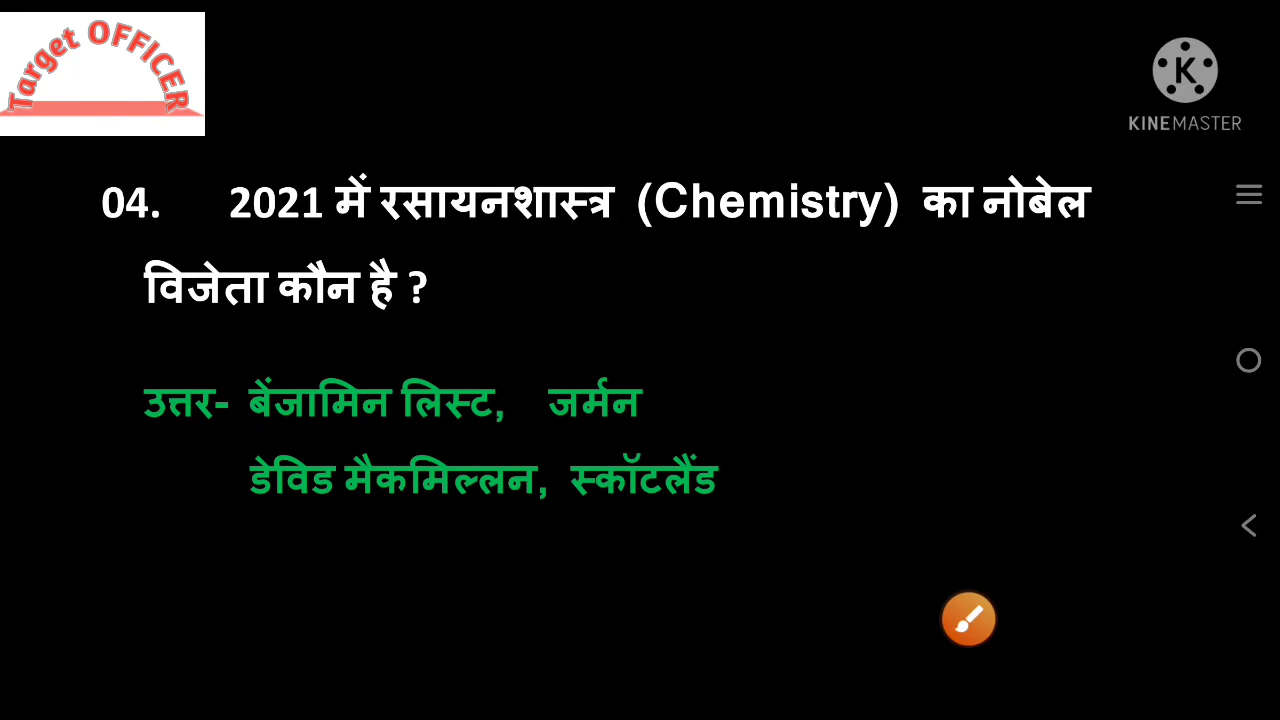 Target OFFICER
K
KINEMASTER
04. 2021 में रसायनशास्त्र (Chemistry) का नोबेल
विजेता कौन है ?
उत्तर- बेंजामिन लिस्ट, जर्मन
डेविड मैकमिल्लन, स्कॉटलैंड